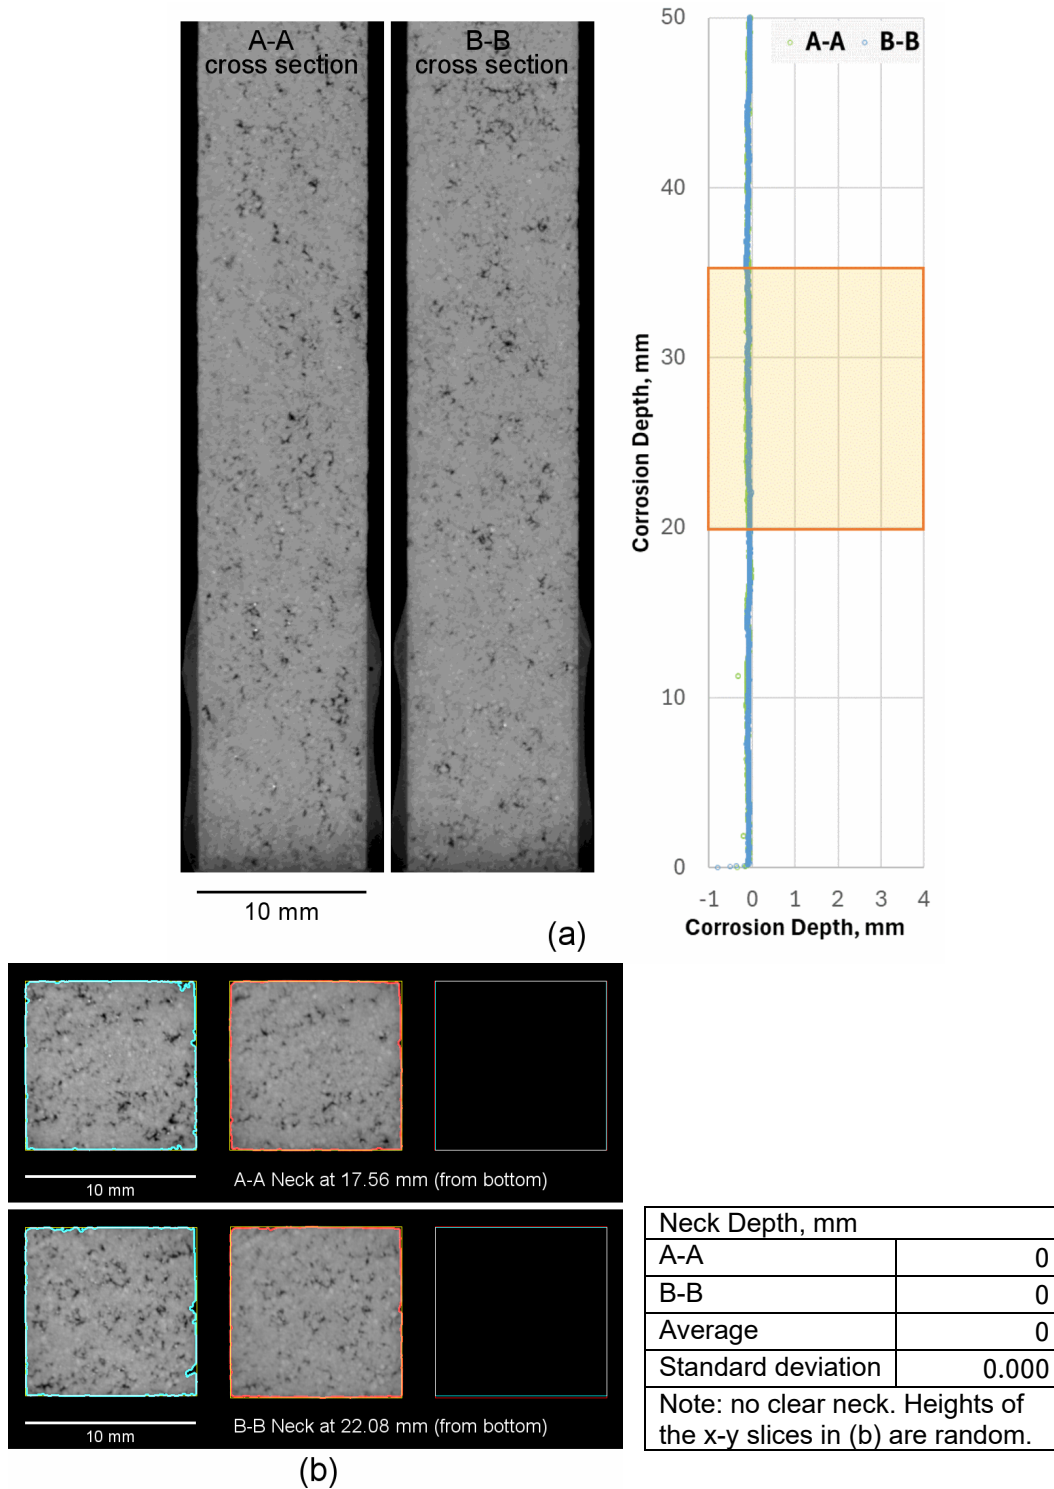 A-A
cross section
B-B
cross section
10 mm
(a)
A-A B-B
50
40
30
20
10
0
Corrosion Depth, mm
-1 0 1 2 3 4
Corrosion Depth, mm
10 mm
A-A Neck at 17.56 mm (from bottom)
10 mm
B-B Neck at 22.08 mm (from bottom)
(b)
Neck Depth, mm
A-A 0
B-B 0
Average 0
Standard deviation 0.000
Note: no clear neck. Heights of
the x-y slices in (b) are random.